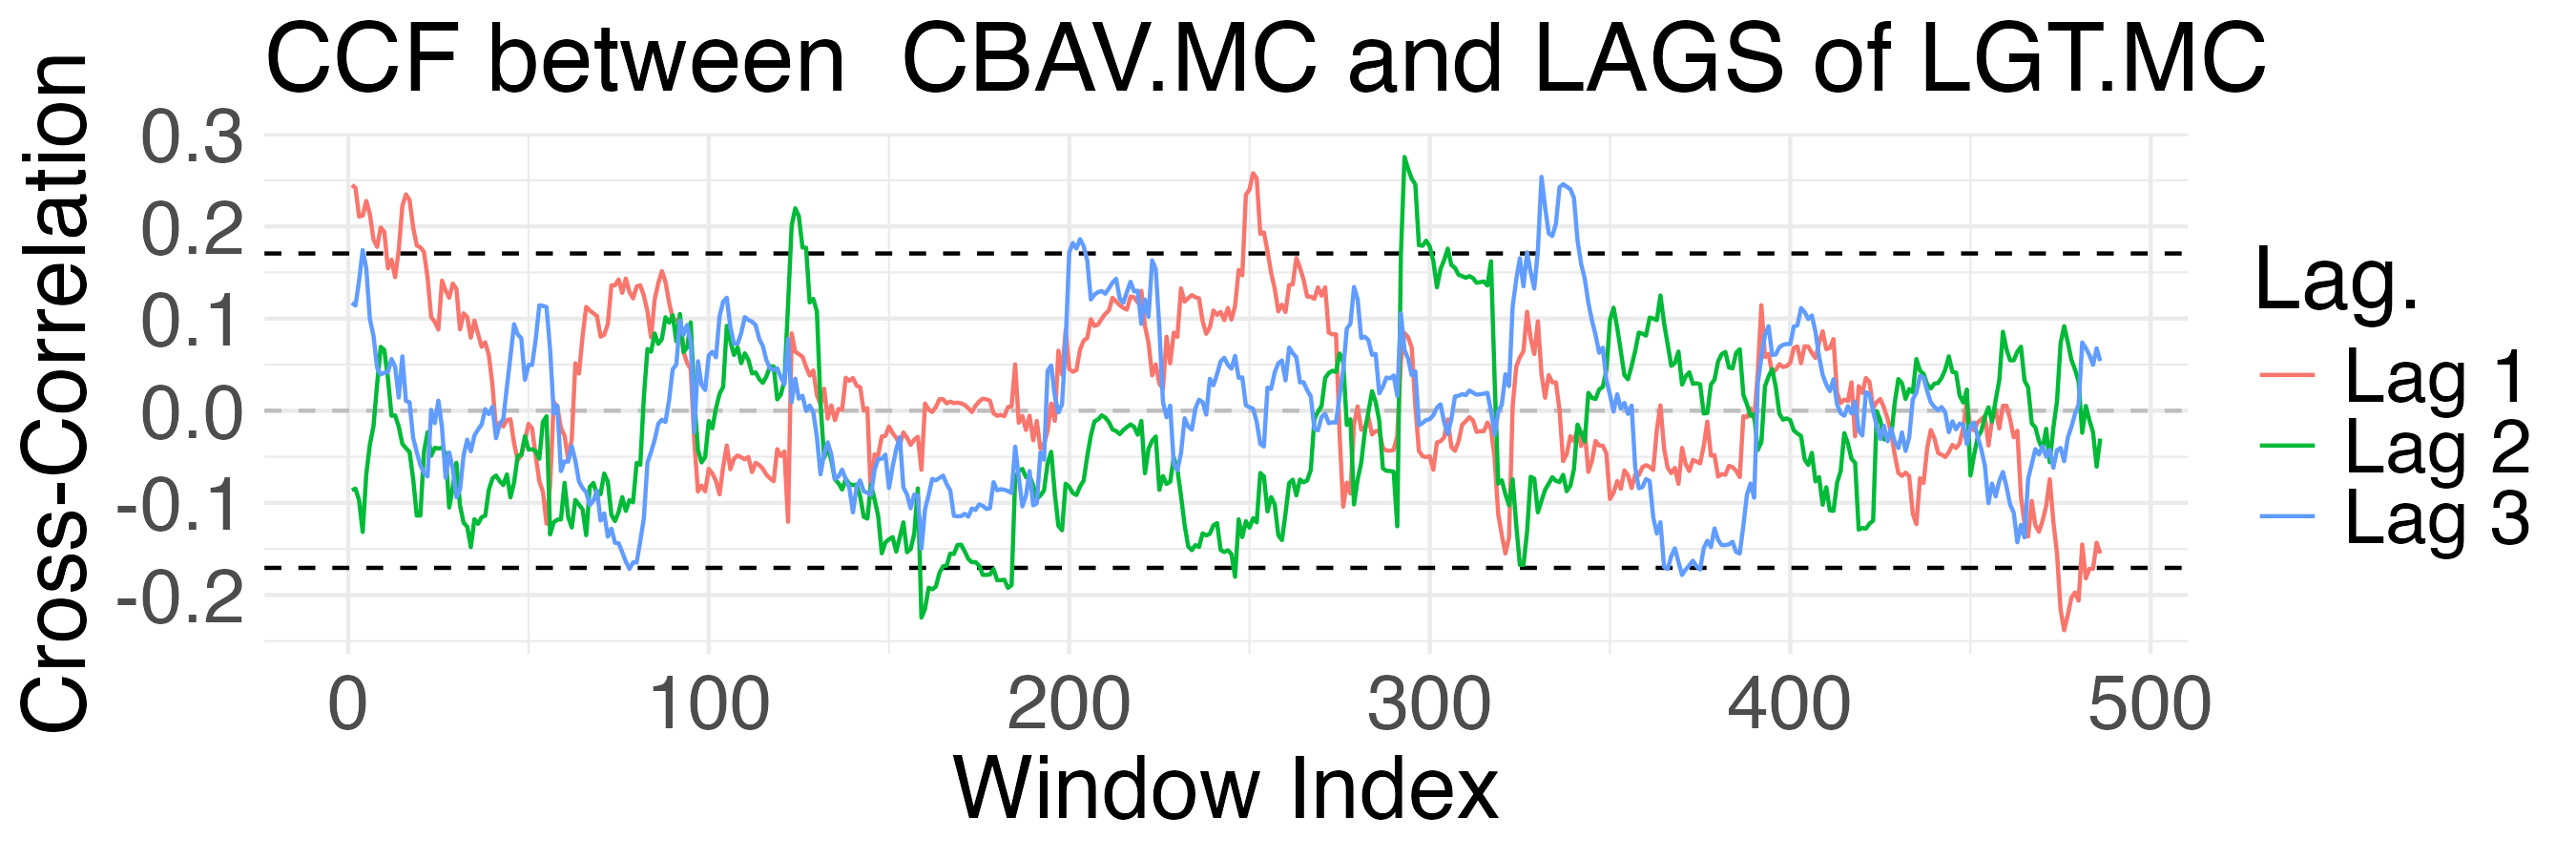 CCF between  CBAV.MC and LAGS of LGT.MC
Cross-Correlation
0.3
0.2
0.1
0.0
-0.1
-0.2
0 100 200 300 400 500
Window Index
Lag.
Lag 1
Lag 2
Lag 3